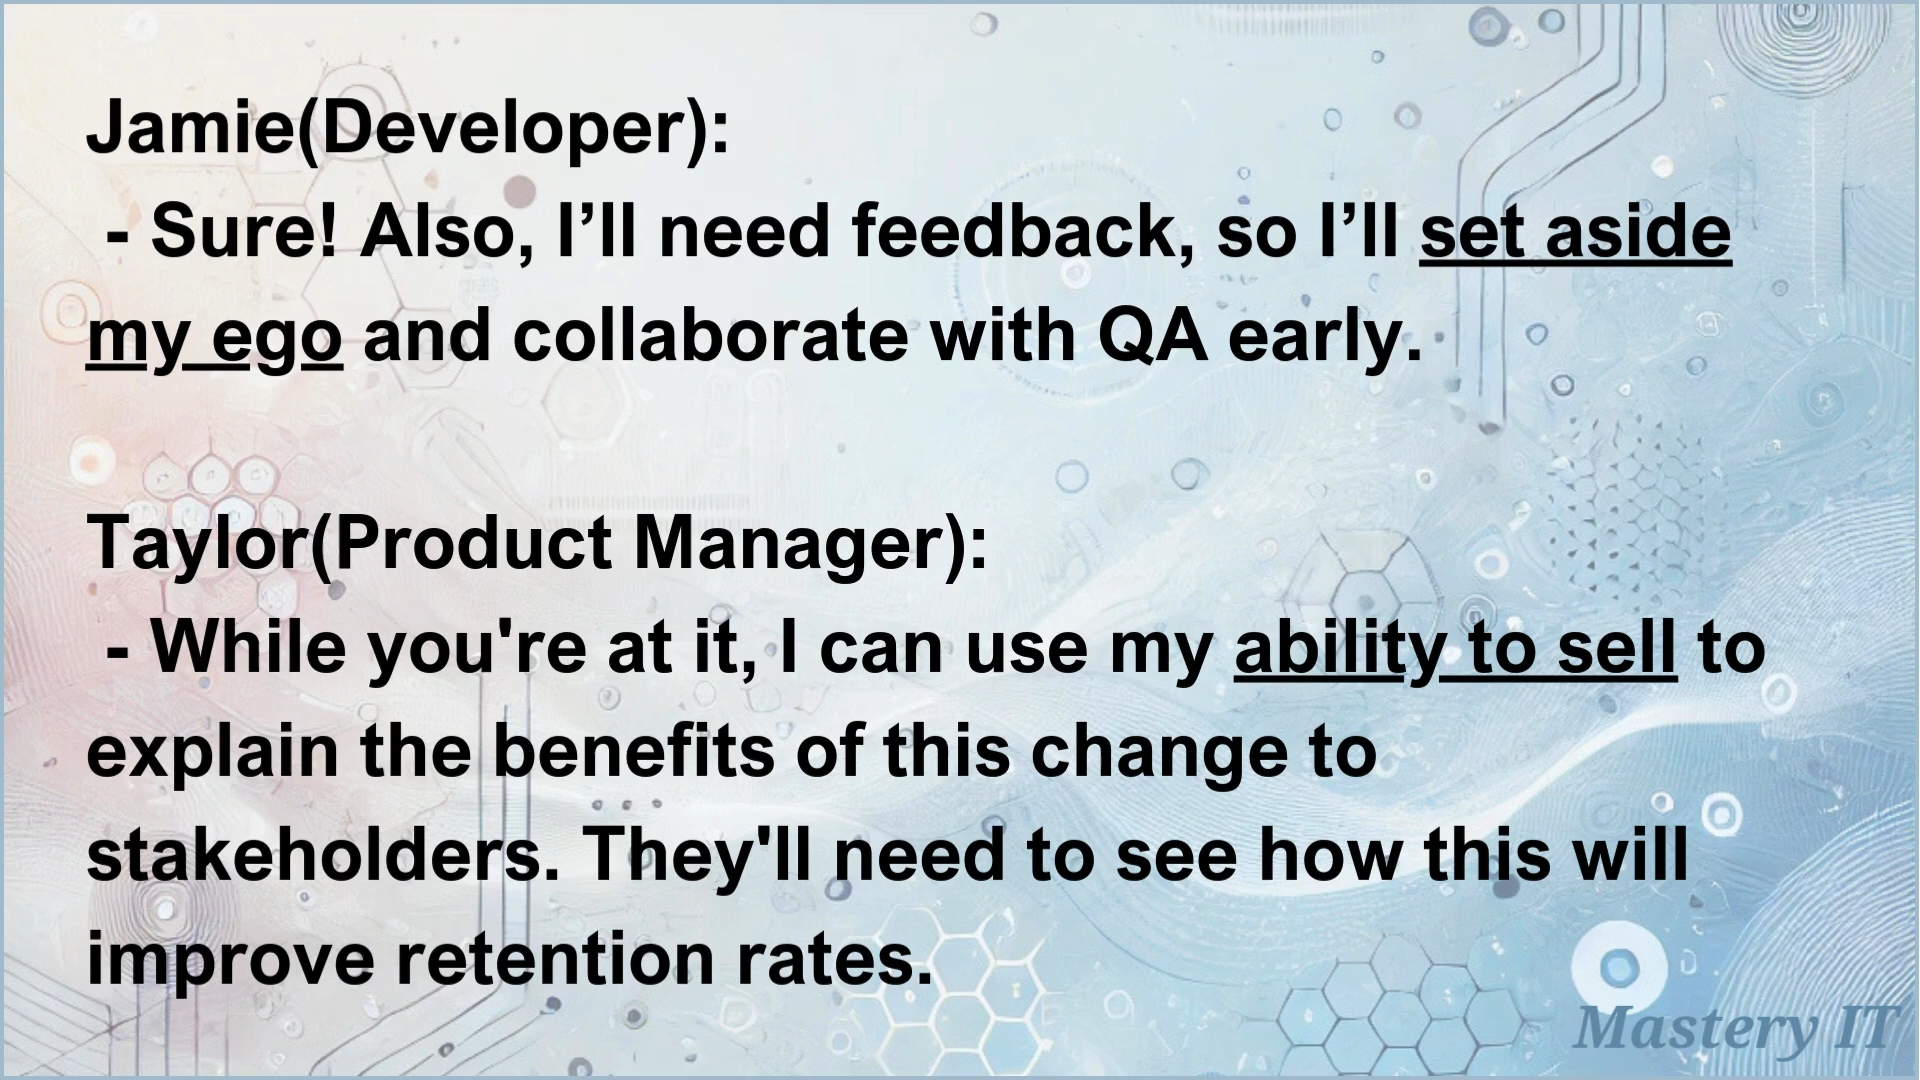 Jamie(Developer):
- Sure! Also, I’ll need feedback, so I’ll set aside
my ego and collaborate with QA early.
Taylor(Product Manager):
- While you're at it, I can use my ability to sell to
explain the benefits of this change to
stakeholders. They'll need to see how this will
improve retention rates.
Mastery IT